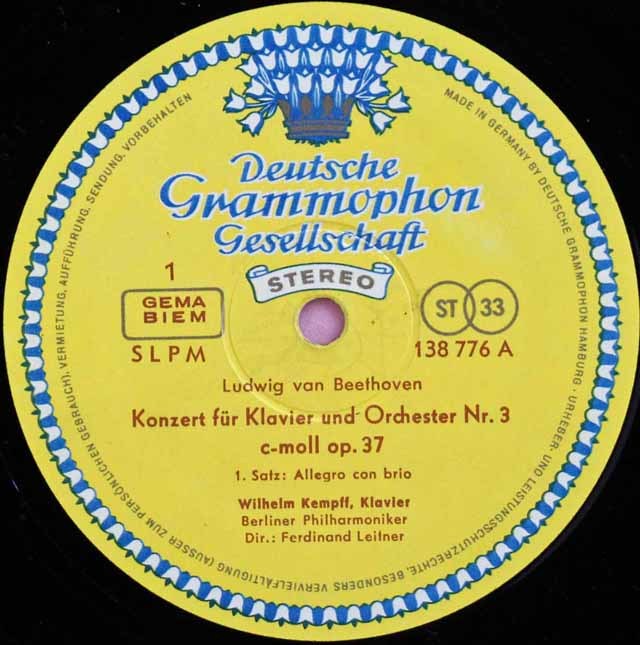 Deutsche
Grammophon
Gesellschaft
STEREO
1
GEMA
BIEM
SLPM
ST 33
138 776 A
Ludwig van Beethoven
Konzert für Klavier und Orchester Nr. 3
c-moll op. 37
1. Satz: Allegro con brio
Wilhelm Kempff, Klavier
Berliner Philharmoniker
Dir.: Ferdinand Leitner
MADE IN GERMANY BY DEUTSCHE GRAMMOPHON HAMBURG · URHEBER- UND LEISTUNGSSCHUTZRECHTE, BESONDERS VERVIELFÄLTIGUNG (AUSSER ZUM PERSÖNLICHEN GEBRAUCH), VERMIETUNG, AUFFÜHRUNG, SENDUNG, VORBEHALTEN